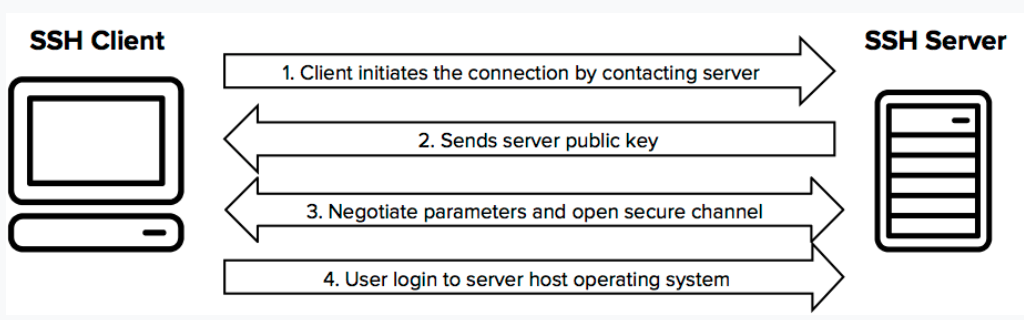 SSH Client
SSH Server
1. Client initiates the connection by contacting server
2. Sends server public key
3. Negotiate parameters and open secure channel
4. User login to server host operating system